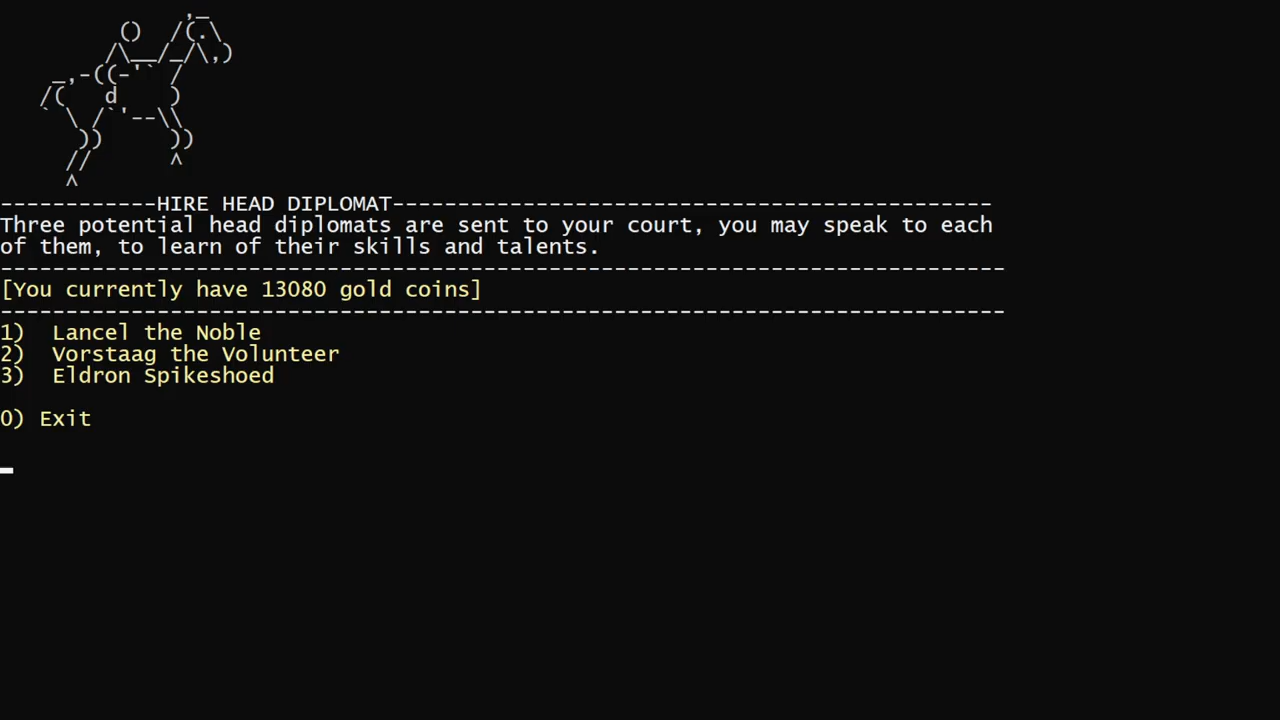 ------------HIRE HEAD DIPLOMAT----------------------------------------------
Three potential head diplomats are sent to your court, you may speak to each
of them, to learn of their skills and talents.
-----------------------------------------------------------------------------
[You currently have 13080 gold coins]
-----------------------------------------------------------------------------
1)  Lancel the Noble
2)  Vorstaag the Volunteer
3)  Eldron Spikeshoed
0) Exit